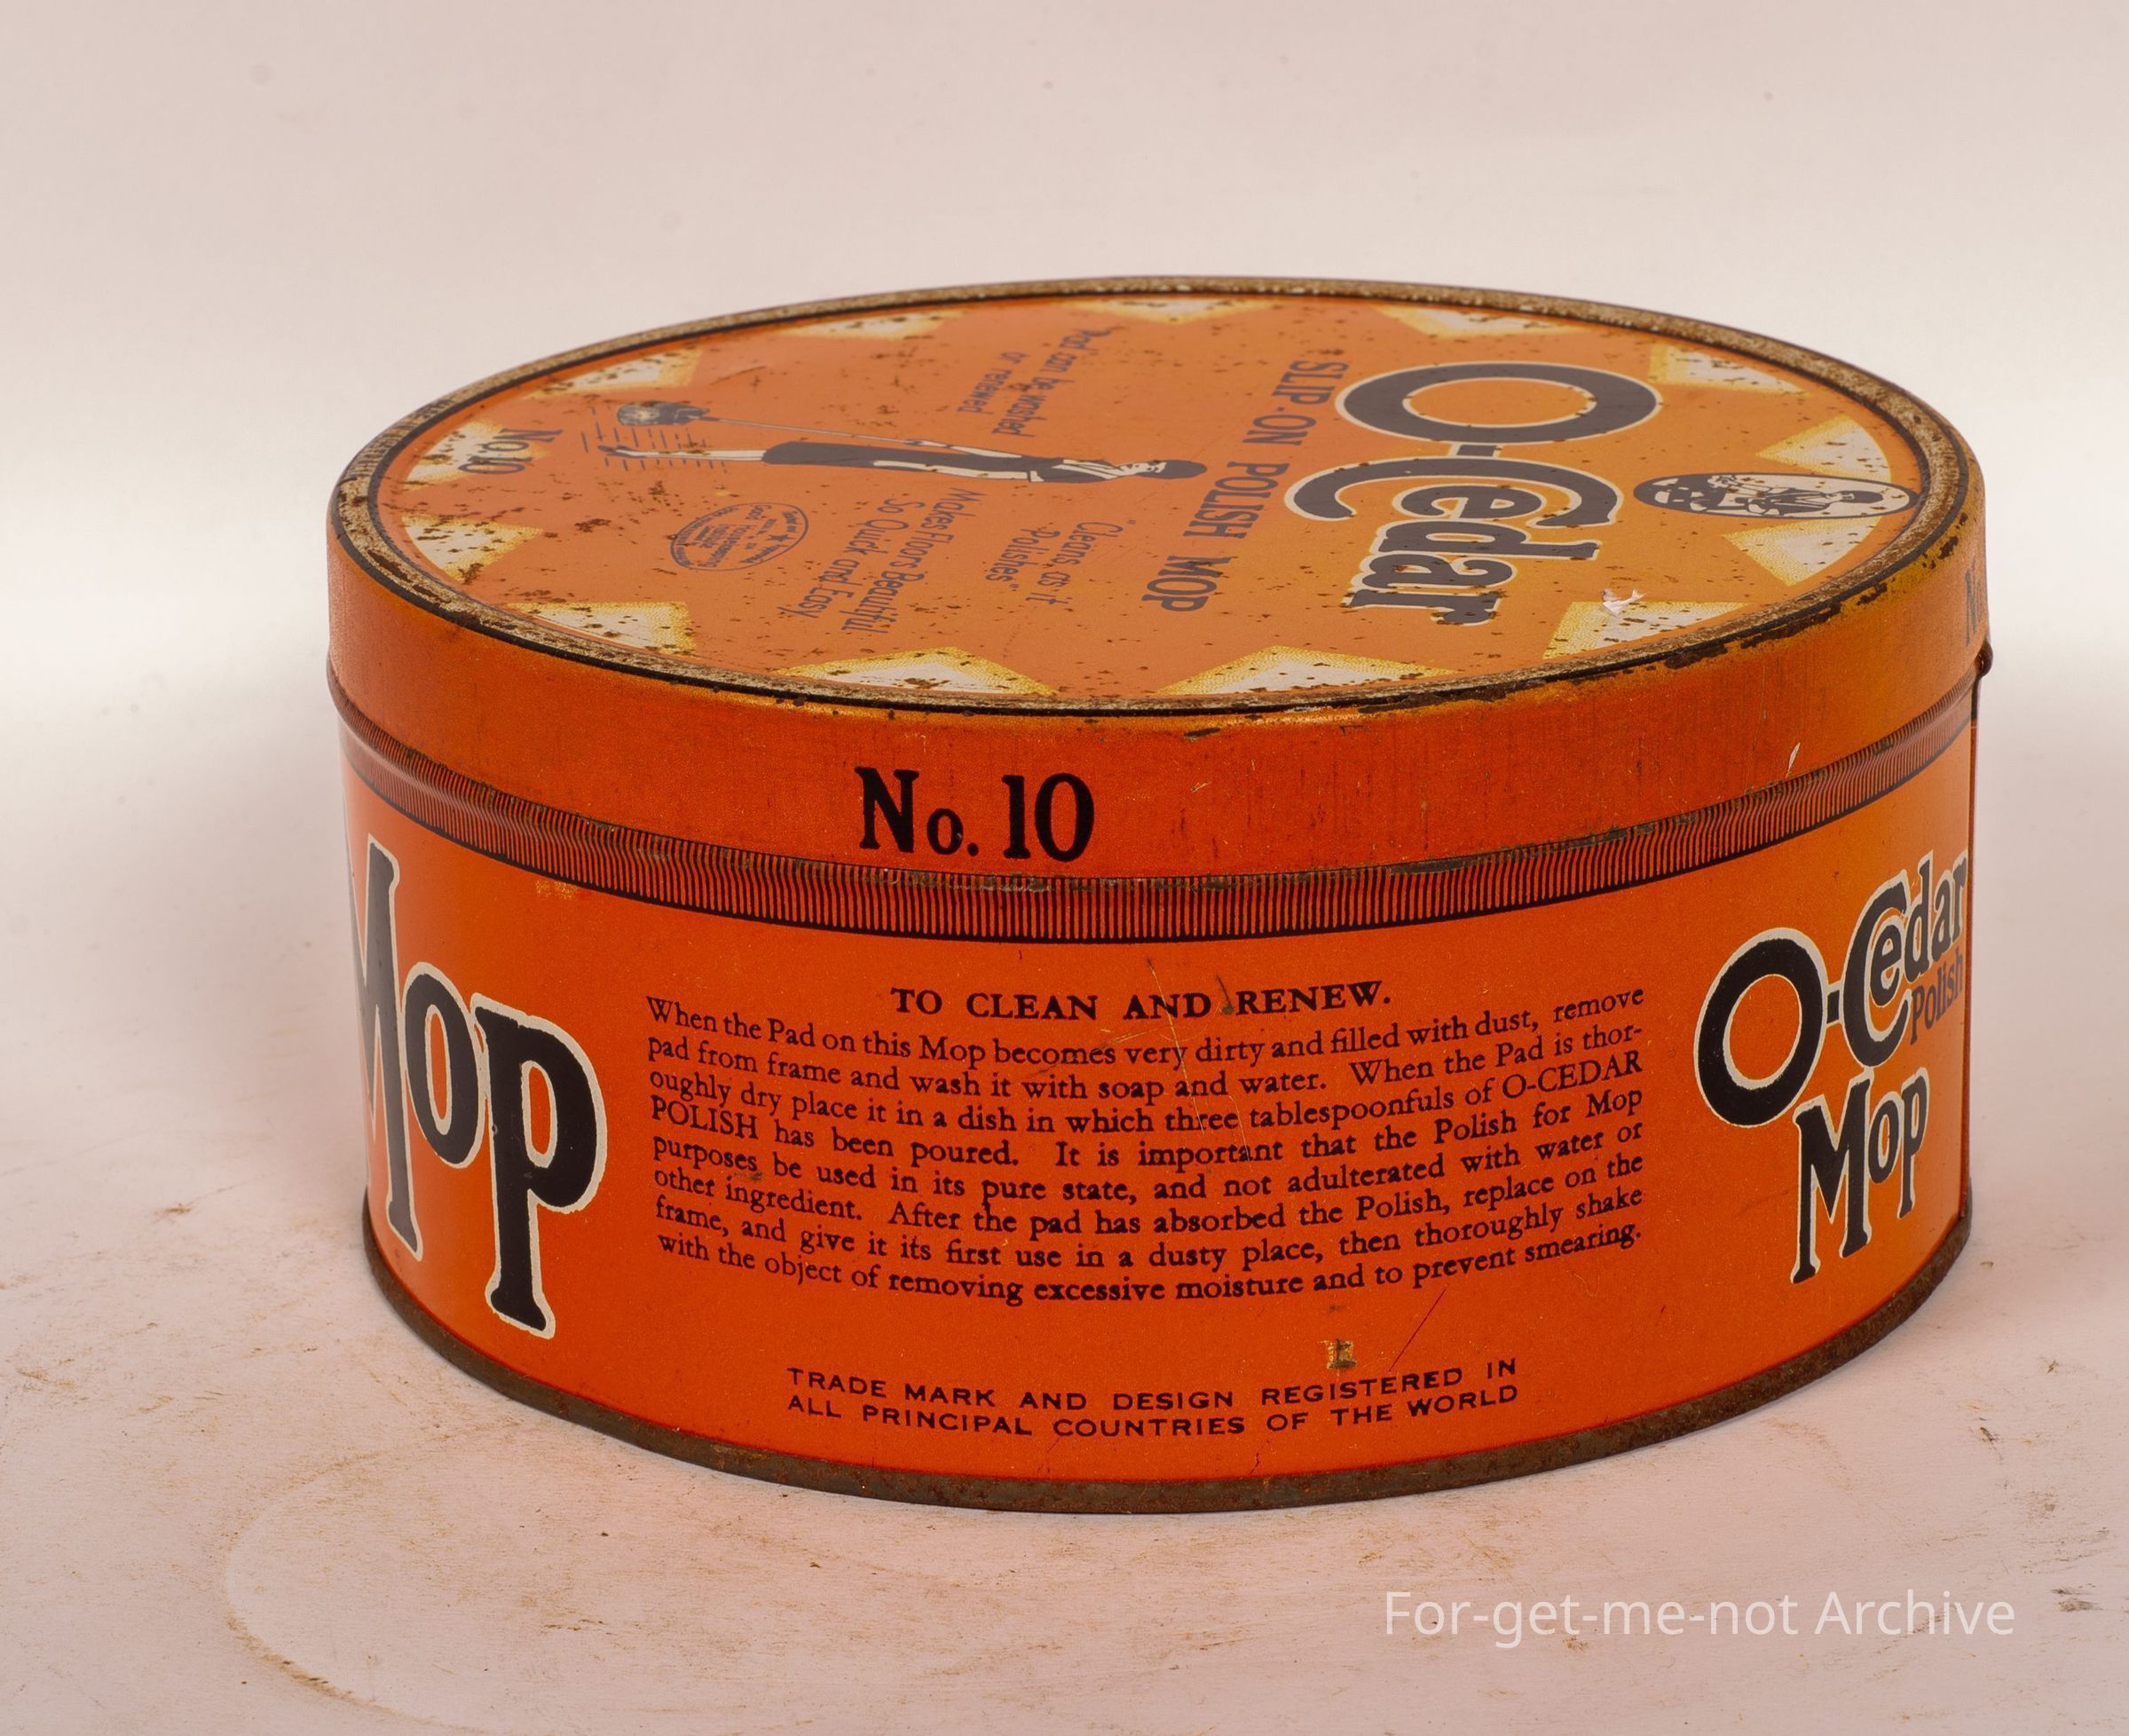 O-Cedar
SLIP-ON POLISH MOP
"Cleans as it
Polishes"
"Pad" can be washed
or renewed
Makes Floors Beautiful
So Quick and Easy.
No. 10
No. 10
Mop
TO CLEAN AND RENEW.
When the Pad on this Mop becomes very dirty and filled with dust, remove
pad from frame and wash it with soap and water. When the Pad is thor-
oughly dry place it in a dish in which three tablespoonfuls of O-CEDAR
POLISH has been poured. It is important that the Polish for Mop
purposes be used in its pure state, and not adulterated with water or
other ingredient. After the pad has absorbed the Polish, replace on the
frame, and give it its first use in a dusty place, then thoroughly shake
with the object of removing excessive moisture and to prevent smearing.
TRADE MARK AND DESIGN REGISTERED IN
ALL PRINCIPAL COUNTRIES OF THE WORLD
O-Cedar
Polish
Mop
For-get-me-not Archive